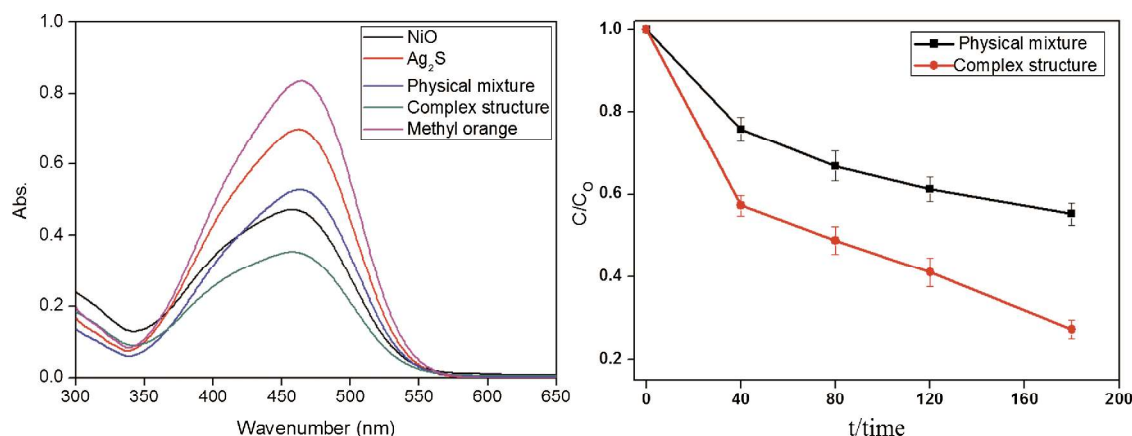 1.0
0.8
0.6
0.4
0.2
0.0
Abs.
300 350 400 450 500 550 600 650
Wavenumber (nm)
NiO
Ag₂S
Physical mixture
Complex structure
Methyl orange
1.0
0.8
0.6
0.4
0.2
C/C₀
0 40 80 120 160 200
t/time
Physical mixture
Complex structure